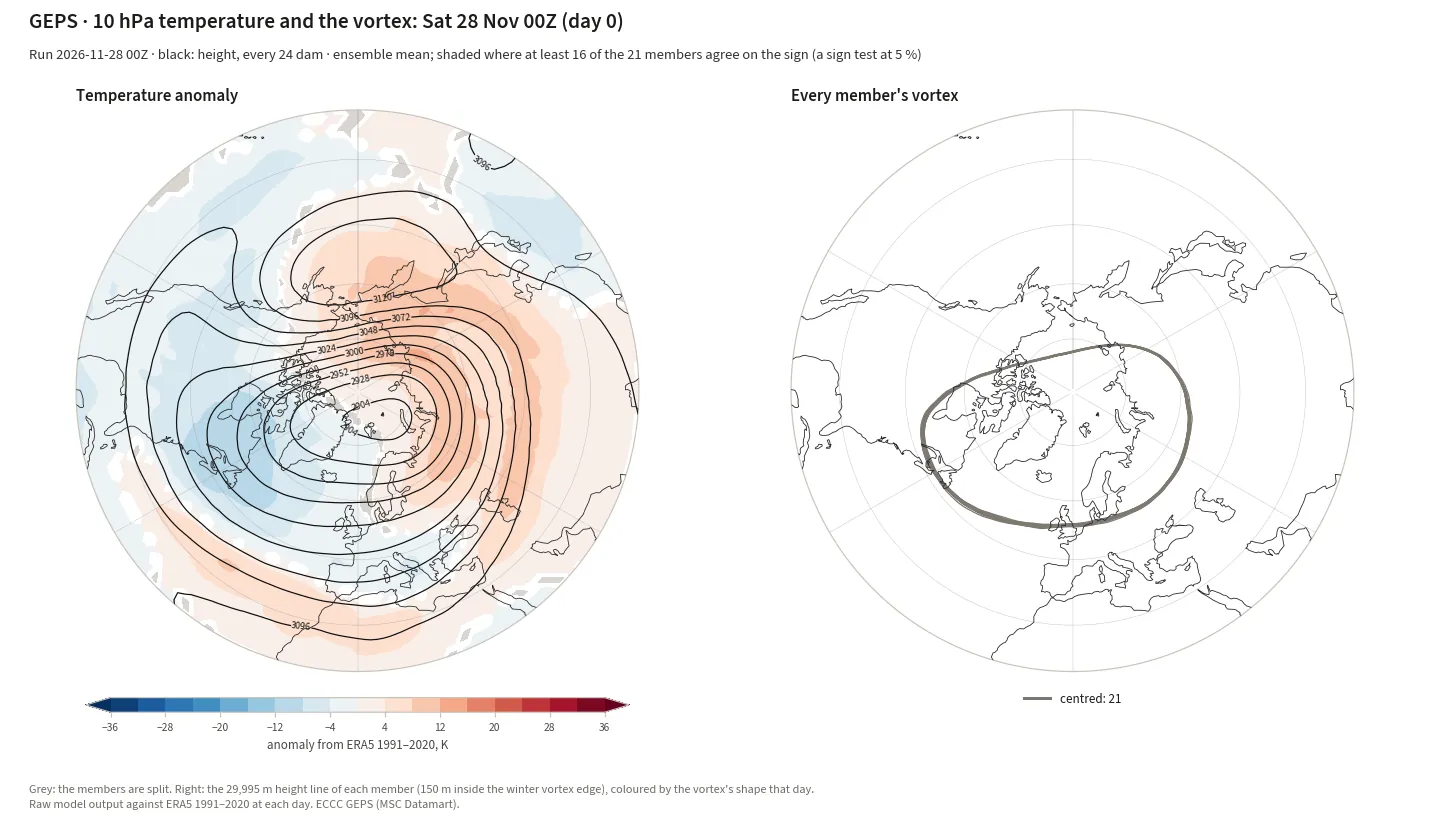 GEPS · 10 hPa temperature and the vortex: Sat 28 Nov 00Z (day 0)
Run 2026-11-28 00Z · black: height, every 24 dam · ensemble mean; shaded where at least 16 of the 21 members agree on the sign (a sign test at 5 %)
Temperature anomaly
Every member's vortex
3096
3120
3096
3072
3048
3024
3000
2976
2952
2928
2904
3096
centred: 21
−36
−28
−20
−12
−4
4
12
20
28
36
anomaly from ERA5 1991–2020, K
Grey: the members are split. Right: the 29,995 m height line of each member (150 m inside the winter vortex edge), coloured by the vortex's shape that day.
Raw model output against ERA5 1991–2020 at each day. ECCC GEPS (MSC Datamart).